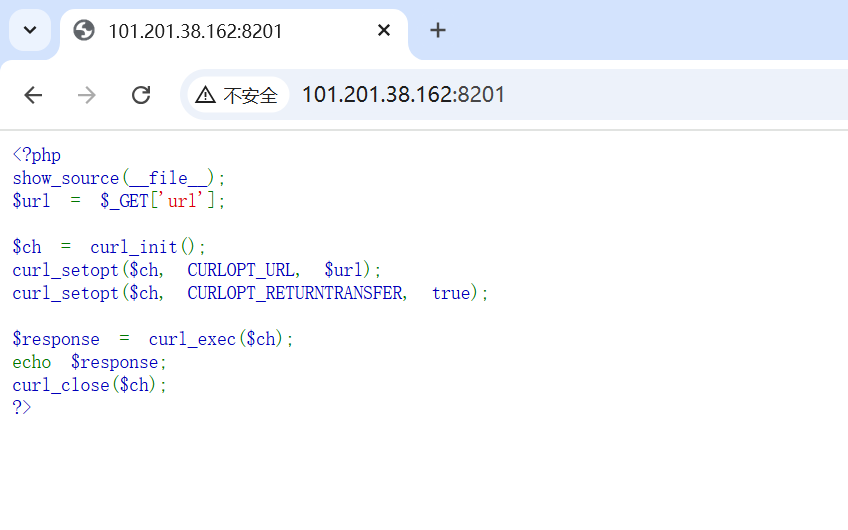 101.201.38.162:8201
不安全 101.201.38.162:8201
<?php
show_source(__file__);
$url = $_GET['url'];
$ch = curl_init();
curl_setopt($ch, CURLOPT_URL, $url);
curl_setopt($ch, CURLOPT_RETURNTRANSFER, true);
$response = curl_exec($ch);
echo $response;
curl_close($ch);
?>